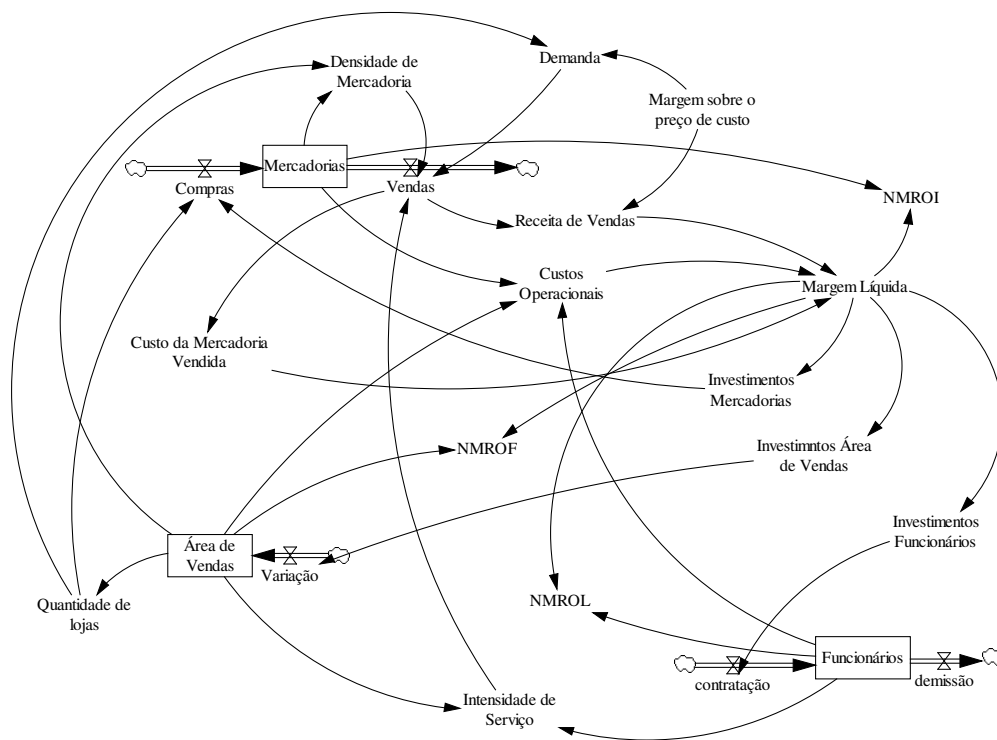 Demanda
Densidade de
Mercadoria
Margem sobre o
preço de custo
Mercadorias
Compras
Vendas
NMROI
Receita de Vendas
Custos
Operacionais
Margem Líquida
Custo da Mercadoria
Vendida
Investimentos
Mercadorias
NMROF
Investimntos Área
de Vendas
Investimentos
Funcionários
Área de
Vendas
Variação
Quantidade de
lojas
NMROL
Funcionários
contratação
demissão
Intensidade de
Serviço